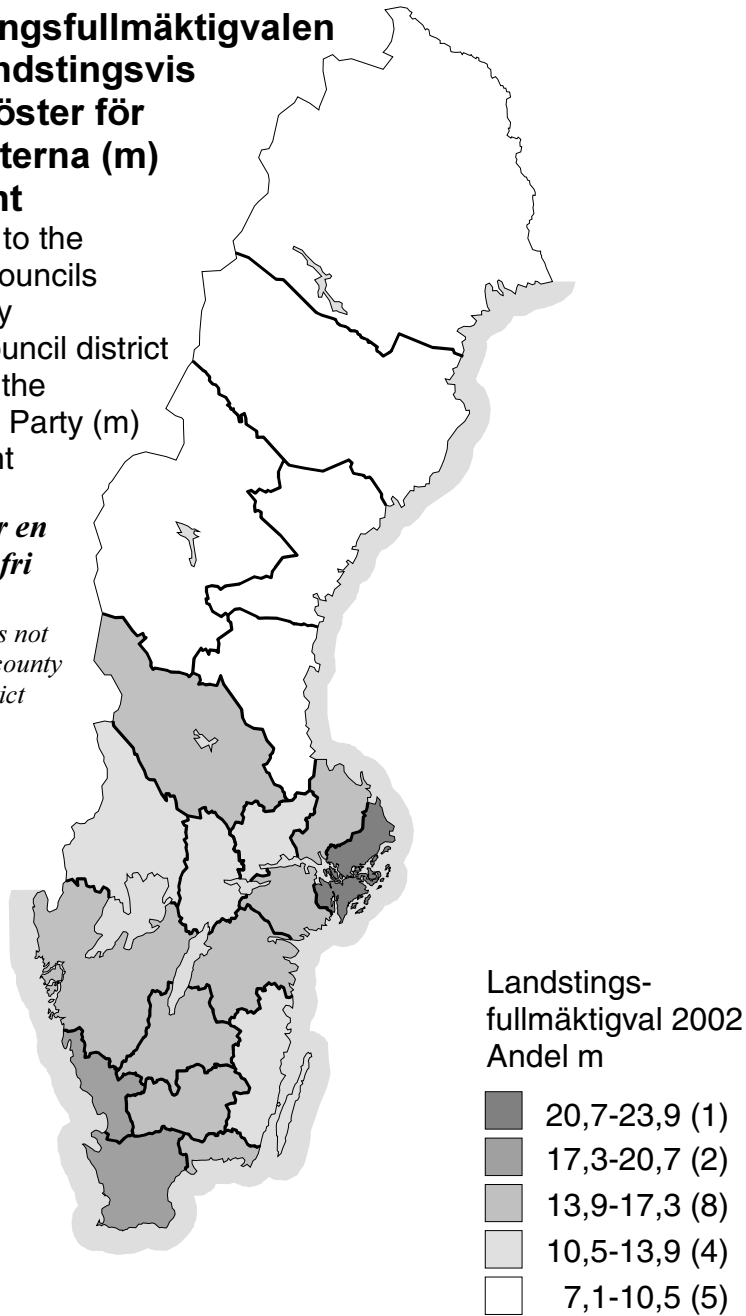 ngsfullmäktigvalen
ndstingsvis
öster för
terna (m)
nt
to the
ouncils
y
uncil district
the
Party (m)
nt
r en
fri
s not
county
ict
Landstings-
fullmäktigval 2002
Andel m
20,7-23,9 (1)
17,3-20,7 (2)
13,9-17,3 (8)
10,5-13,9 (4)
7,1-10,5 (5)